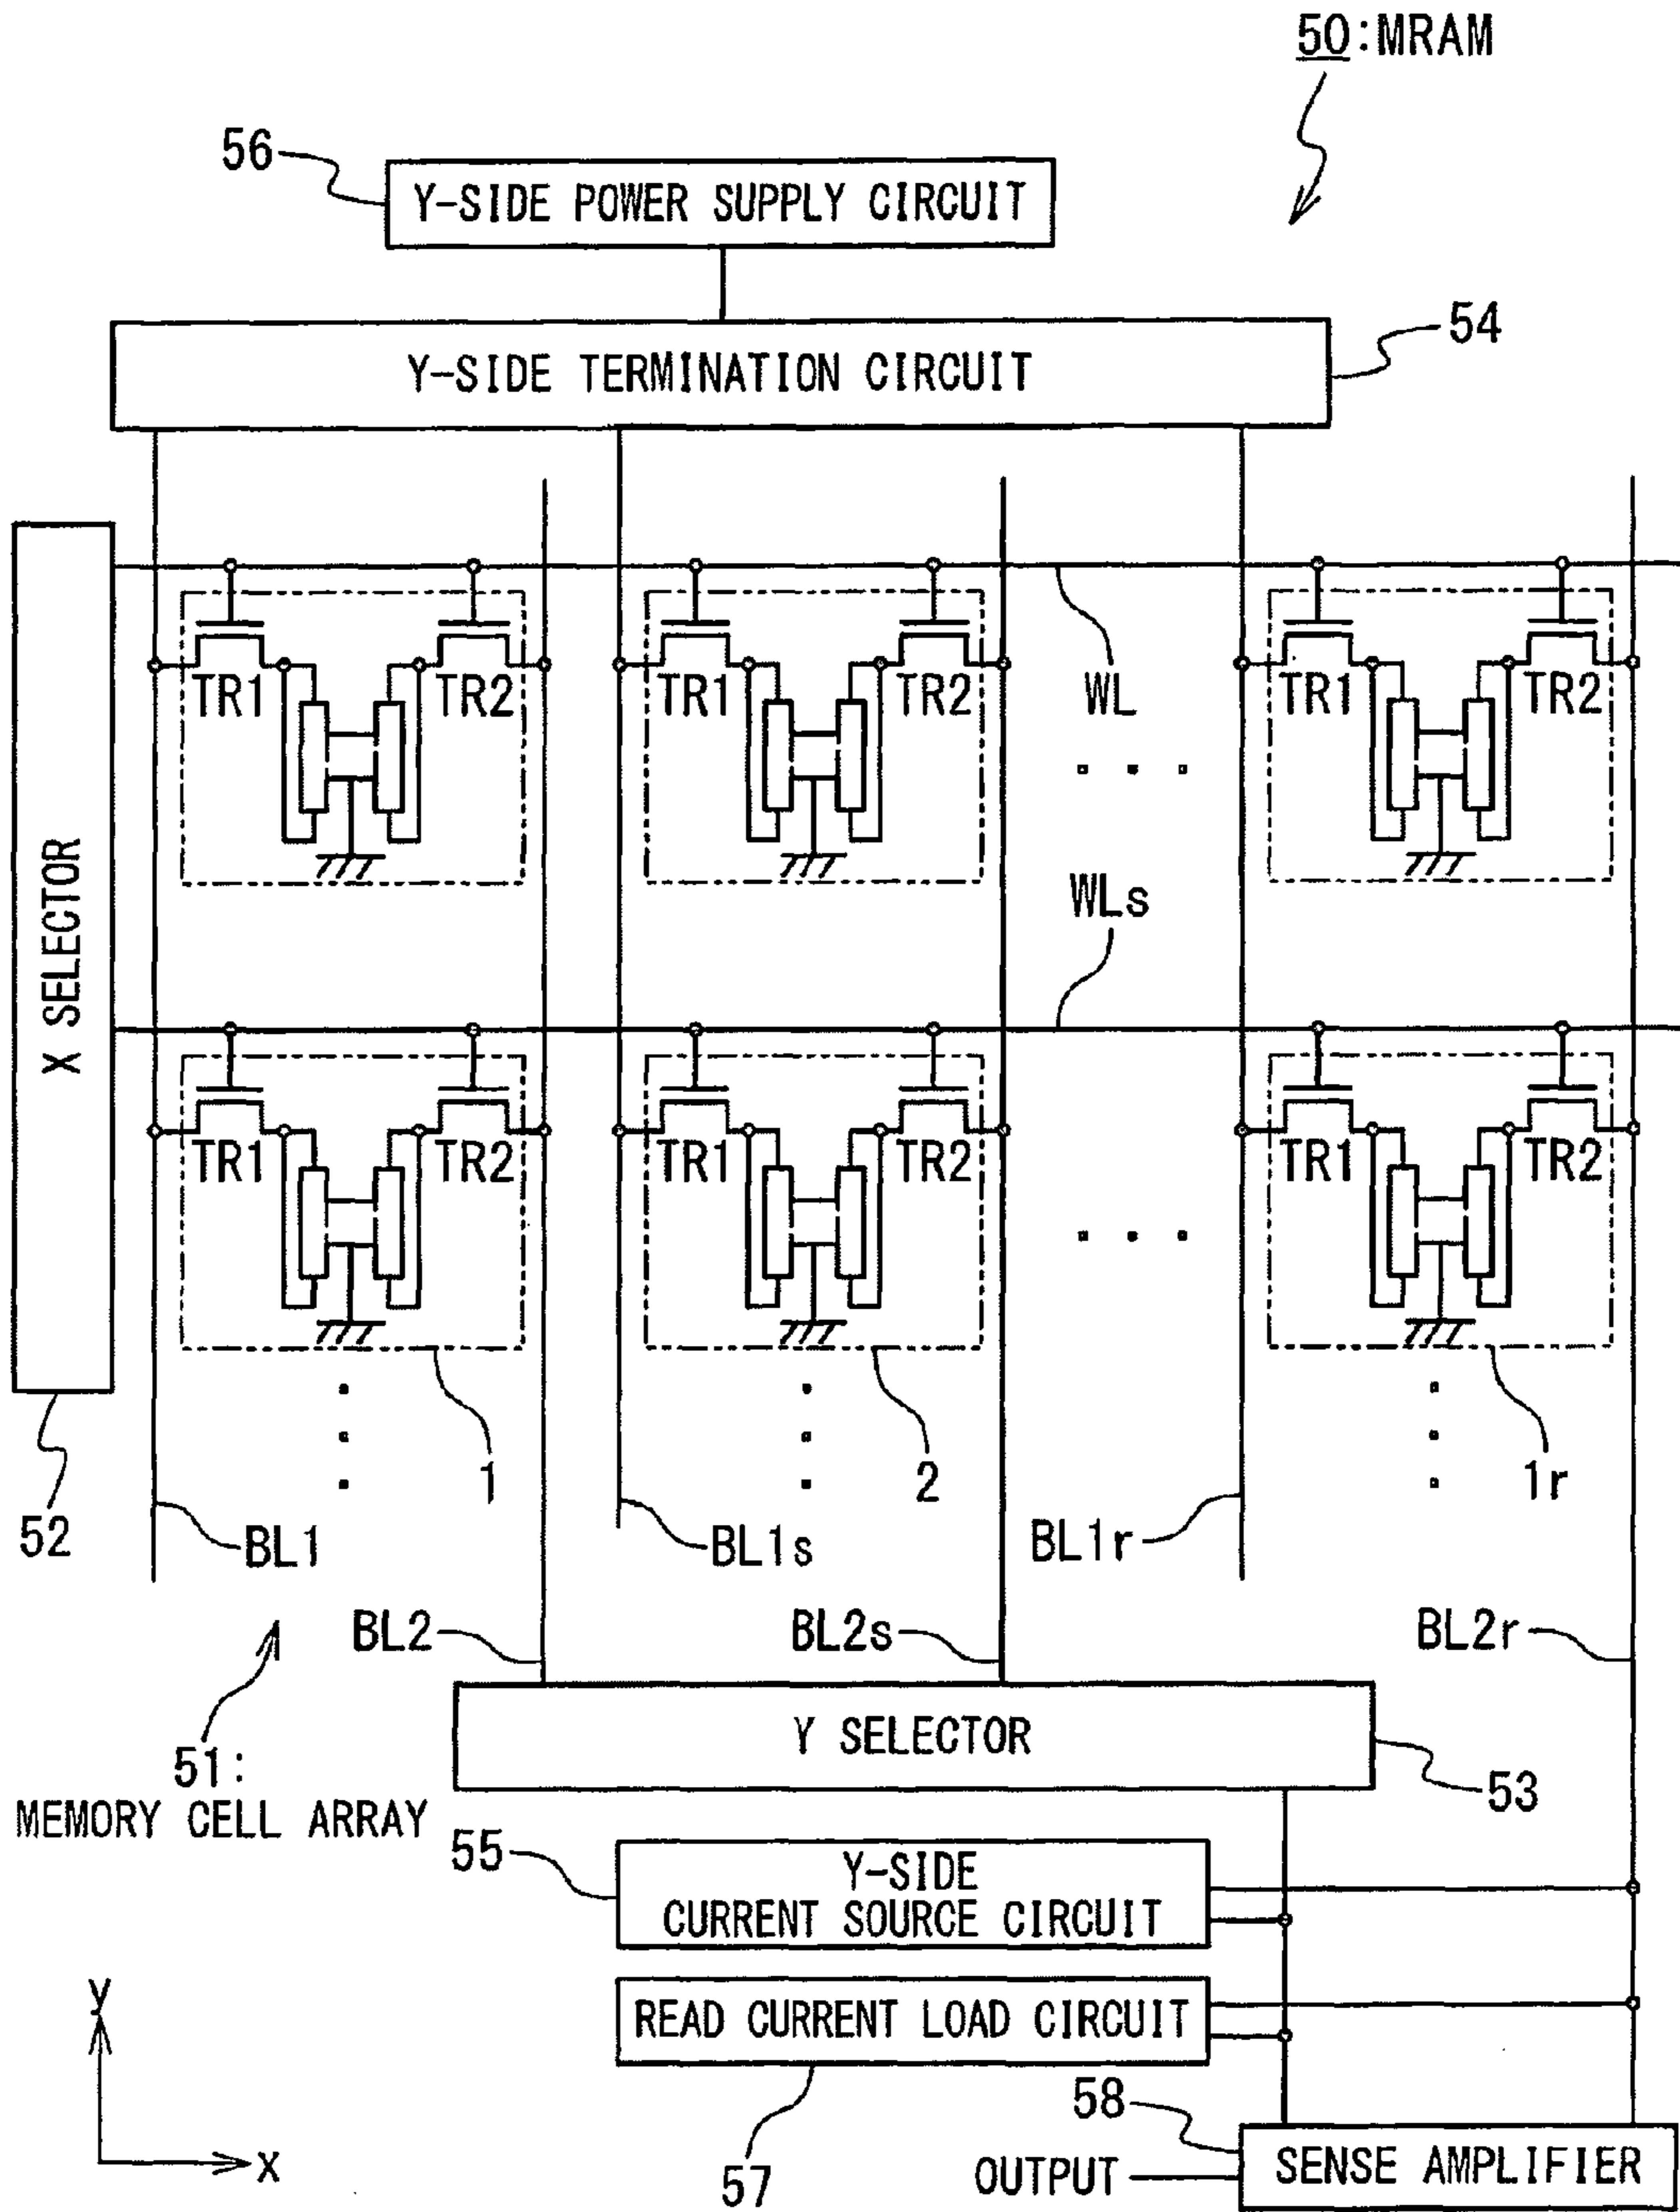 50:MRAM
56
Y-SIDE POWER SUPPLY CIRCUIT
54
Y-SIDE TERMINATION CIRCUIT
TR1 TR2 TR1 TR2 WL TR1 TR2
X SELECTOR
WLs
TR1 TR2 TR1 TR2 TR1 TR2
52
1
2
1r
BL1
BL1s
BL1r
BL2
BL2s
BL2r
Y SELECTOR
53
51:
MEMORY CELL ARRAY
55
Y-SIDE
CURRENT SOURCE CIRCUIT
READ CURRENT LOAD CIRCUIT
57
58
OUTPUT
SENSE AMPLIFIER
y
x